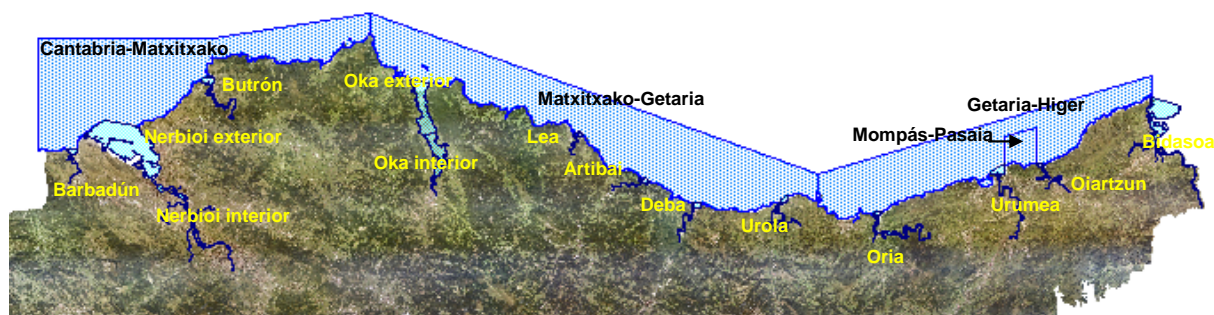 Cantabria-Matxitxako
Butrón
Oka exterior
Matxitxako-Getaria
Getaria-Higer
Nerbioi exterior
Lea
Mompás-Pasaia
Bidasoa
Oka interior
Artibai
Barbadún
Oiartzun
Nerbioi interior
Deba
Urola
Urumea
Oria